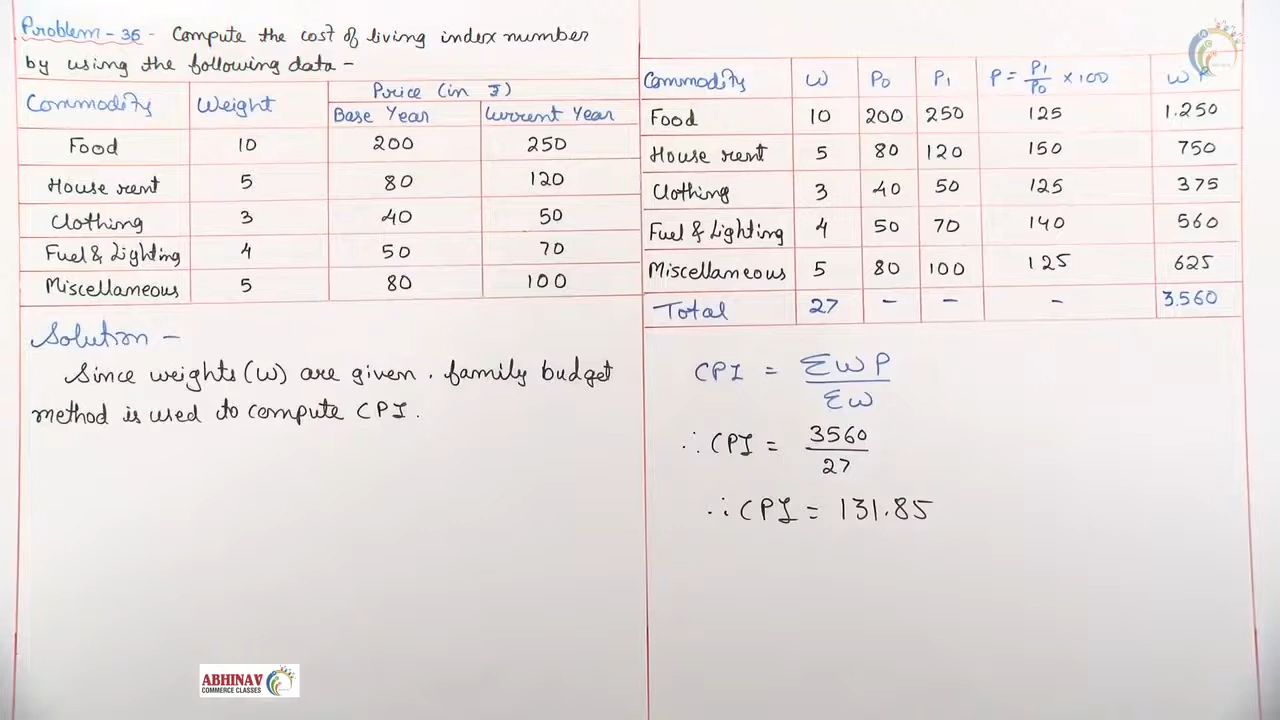 Problem - 36 - Compute the cost of living index number
by using the following data -
Commodity Weight Price (in ₹)
Base Year Current Year
Food 10 200 250
House rent 5 80 120
Clothing 3 40 50
Fuel & Lighting 4 50 70
Miscellaneous 5 80 100
Solution -
Since weights (W) are given, family budget
method is used to compute CPI.
Commodity W P0 P1 P = P1/P0 × 100 W P
Food 10 200 250 125 1.250
House rent 5 80 120 150 750
Clothing 3 40 50 125 375
Fuel & Lighting 4 50 70 140 560
Miscellaneous 5 80 100 125 625
Total 27 - - - 3.560
CPI = ΣWP / ΣW
∴ CPI = 3560 / 27
∴ CPI = 131.85
ABHINAV
COMMERCE CLASSES